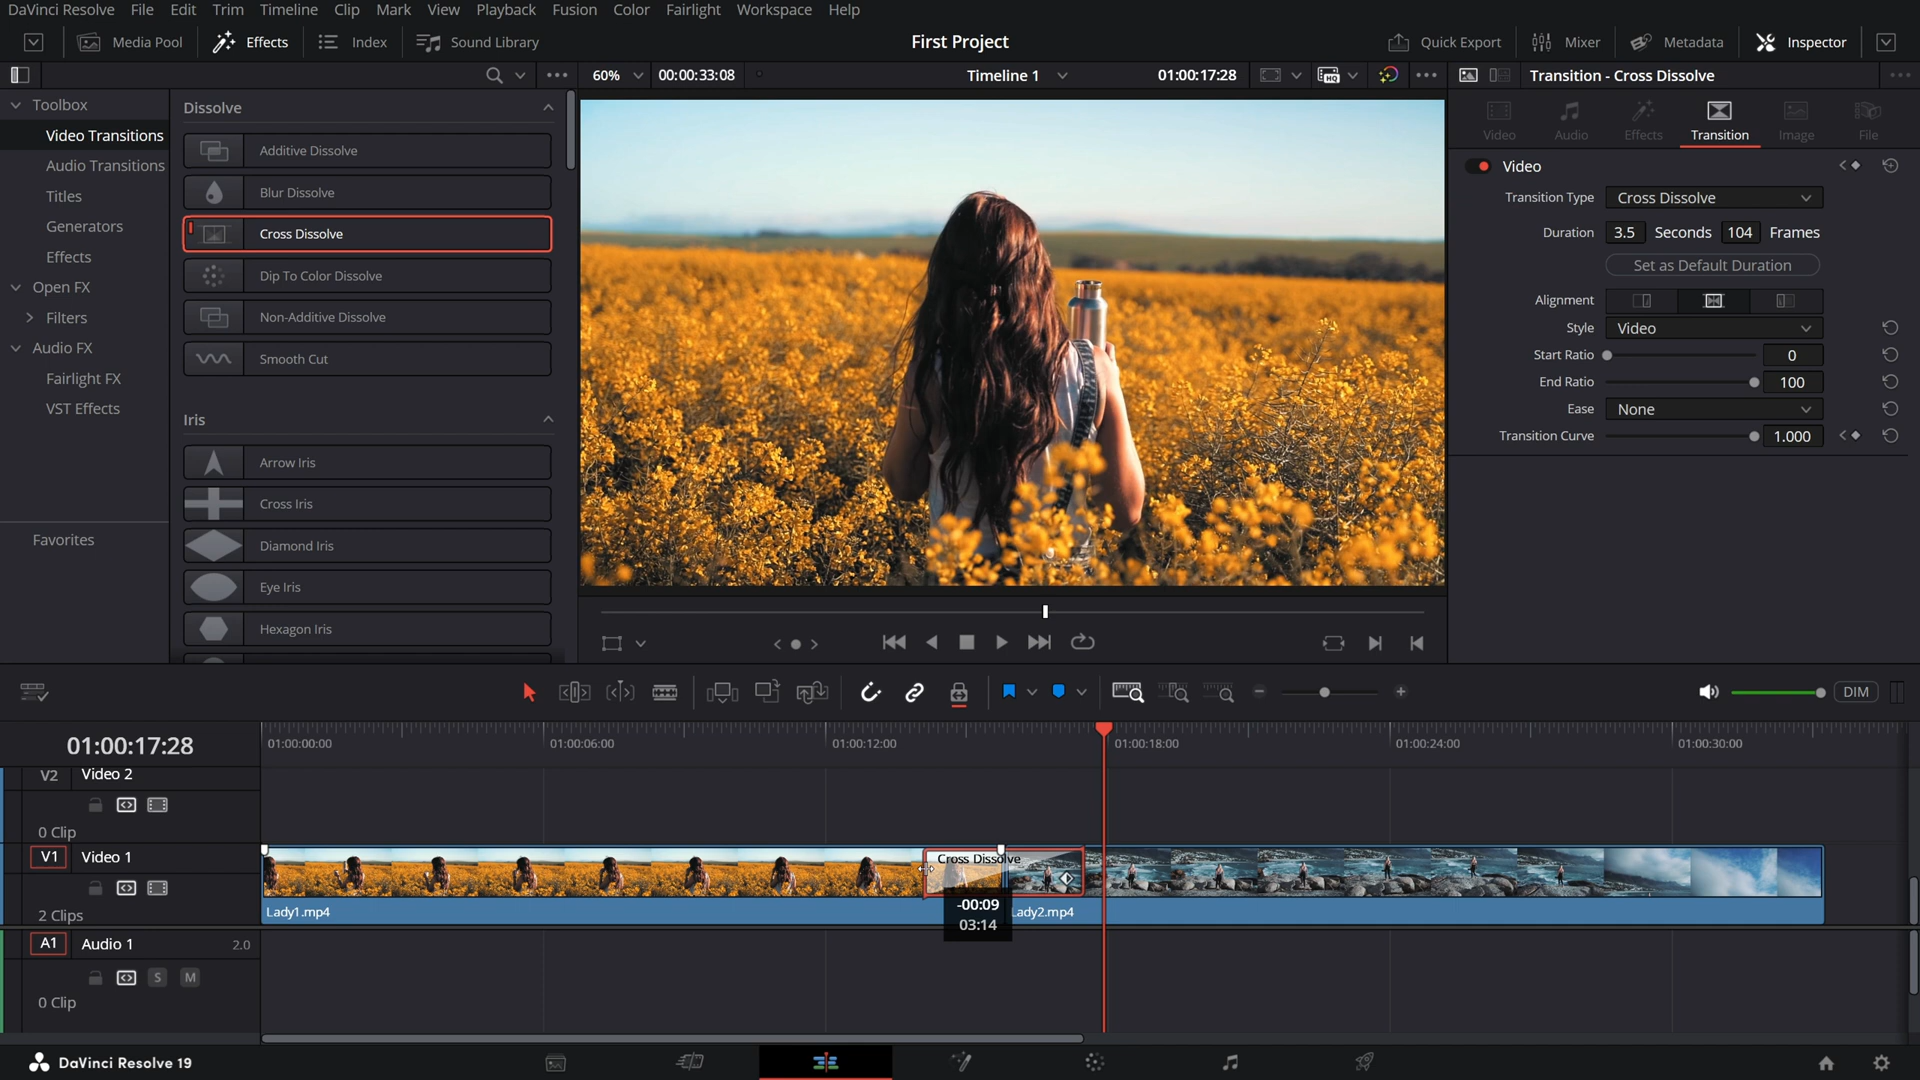 DaVinci Resolve File Edit Trim Timeline Clip Mark View Playback Fusion Color Fairlight Workspace Help
Media Pool Effects Index Sound Library First Project Quick Export Mixer Metadata Inspector
60% 00:00:33:08 Timeline 1 01:00:17:28 HQ Transition - Cross Dissolve
Toolbox
Video Transitions
Audio Transitions
Titles
Generators
Effects
Open FX
Filters
Audio FX
Fairlight FX
VST Effects
Favorites
Dissolve
Additive Dissolve
Blur Dissolve
Cross Dissolve
Dip To Color Dissolve
Non-Additive Dissolve
Smooth Cut
Iris
Arrow Iris
Cross Iris
Diamond Iris
Eye Iris
Hexagon Iris
Video Audio Effects Transition Image File
Video
Transition Type Cross Dissolve
Duration 3.5 Seconds 104 Frames
Set as Default Duration
Alignment
Style Video
Start Ratio 0
End Ratio 100
Ease None
Transition Curve 1.000
DIM
01:00:17:28
01:00:00:00 01:00:06:00 01:00:12:00 01:00:18:00 01:00:24:00 01:00:30:00
V2 Video 2
0 Clip
V1 Video 1
2 Clips
Cross Dissolve
-00:09
03:14
Lady1.mp4 Lady2.mp4
A1 Audio 1 2.0
S M
0 Clip
DaVinci Resolve 19